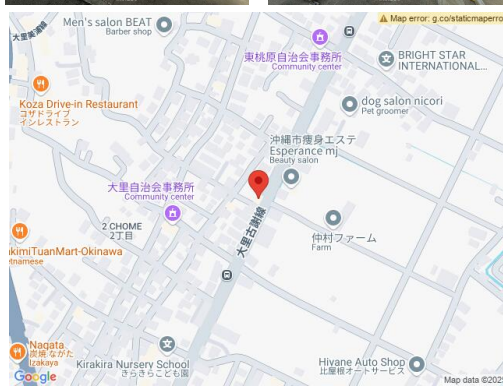 Map error: g.co/staticmaperro
大里美浦線
Men's salon BEAT
Barber shop
東桃原自治会事務所
Community center
BRIGHT STAR
INTERNATIONAL...
Koza Drive-in Restaurant
コザドライブ
インレストラン
dog salon nicori
Pet groomer
沖縄市痩身エステ
Esperance mj
Beauty salon
大里自治会事務所
Community center
2 CHOME
2丁目
大里古謝線
仲村ファーム
Farm
akimiTuanMart-Okinawa
tnamese
Nagata
炭焼 ながた
Izakaya
Kirakira Nursery School
きらきらこども園
Hivane Auto Shop
比屋根オートサービス
Google
Map data ©202